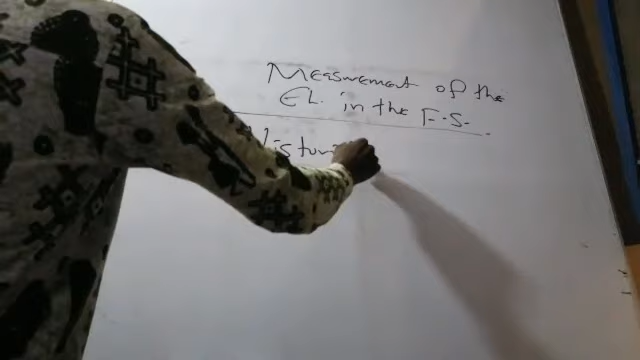 Measurement of the
EL. in the F.S.